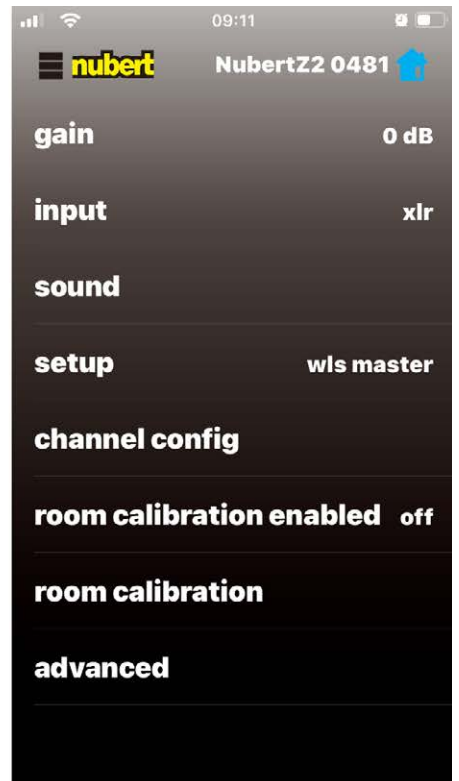 09:11
nubert NubertZ2 0481
gain 0 dB
input xlr
sound
setup wls master
channel config
room calibration enabled off
room calibration
advanced